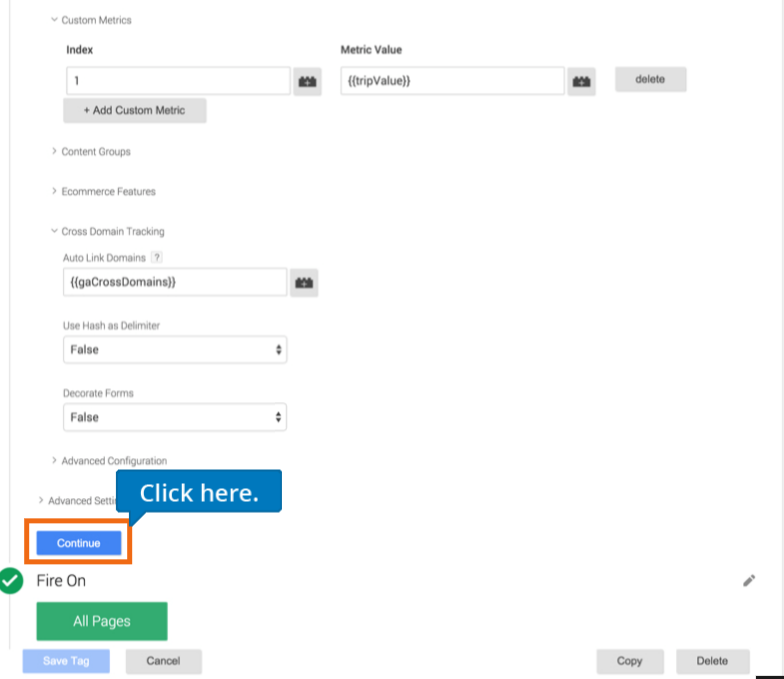 Custom Metrics
Index Metric Value
1 {{tripValue}} delete
+ Add Custom Metric
Content Groups
Ecommerce Features
Cross Domain Tracking
Auto Link Domains ?
{{gaCrossDomains}}
Use Hash as Delimiter
False
Decorate Forms
False
Advanced Configuration
Advanced Setti
Click here.
Continue
Fire On
All Pages
Save Tag Cancel Copy Delete